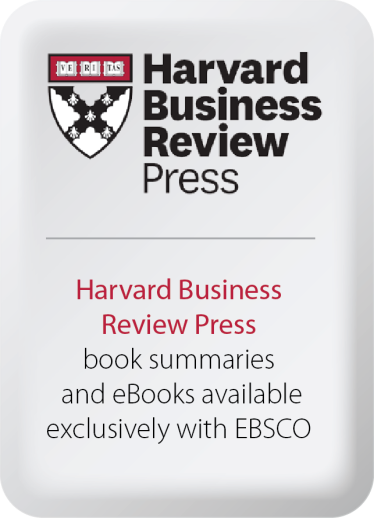 VE RI TAS
Harvard
Business
Review
Press
Harvard Business
Review Press
book summaries
and eBooks available
exclusively with EBSCO